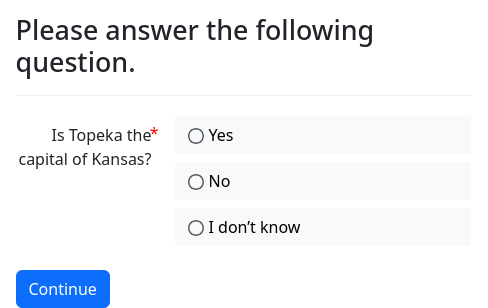 Please answer the following
question.
Is Topeka the*
capital of Kansas?
Yes
No
I don’t know
Continue